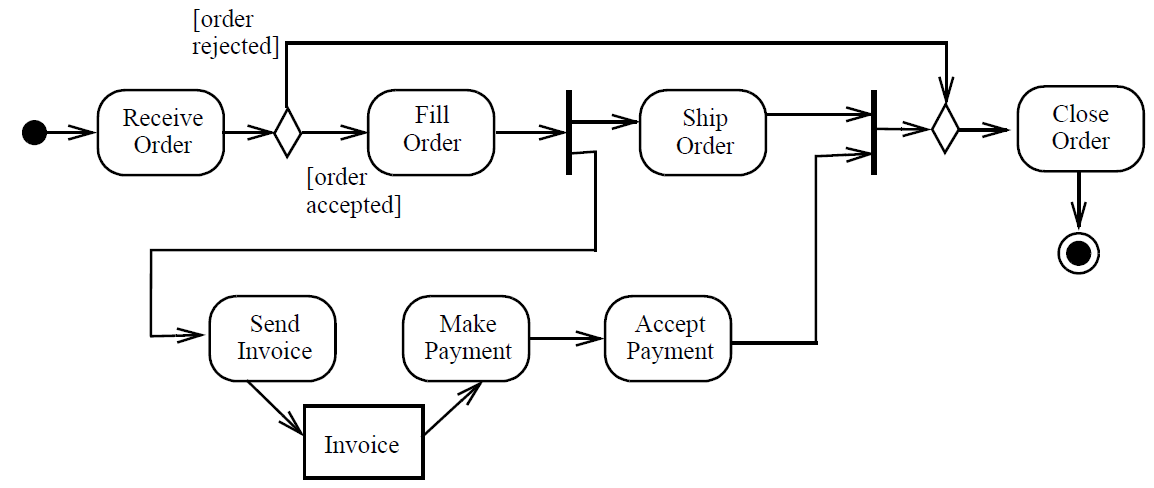 [order
rejected]
Receive
Order
Fill
Order
Ship
Order
Close
Order
[order
accepted]
Send
Invoice
Make
Payment
Accept
Payment
Invoice